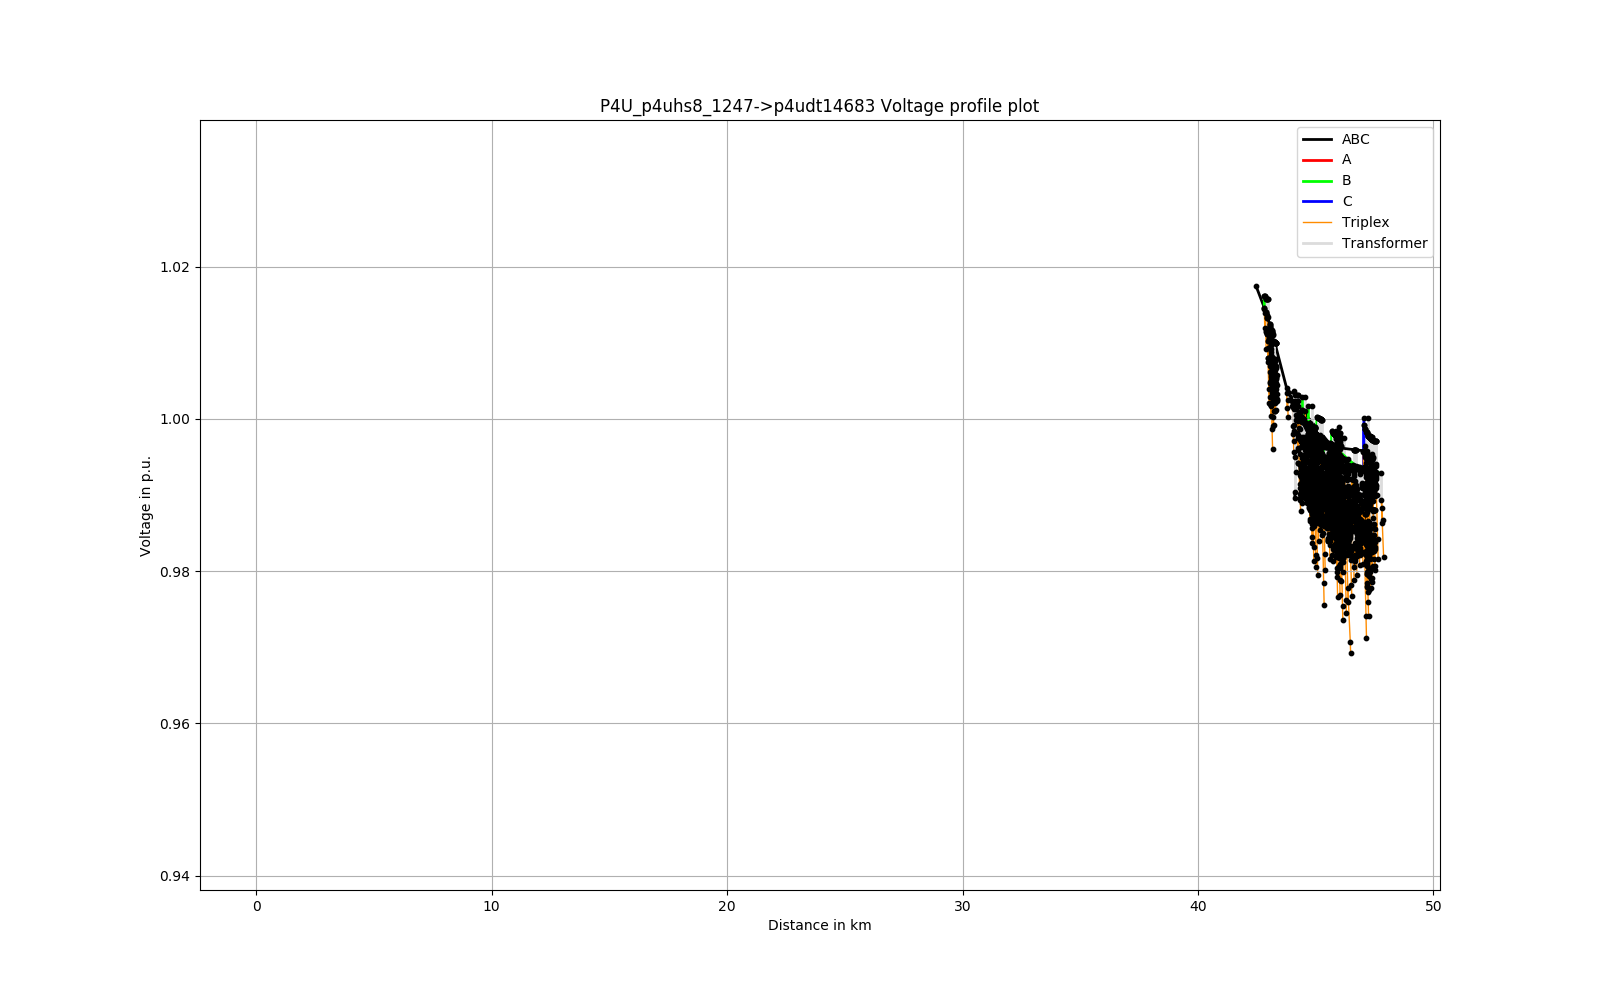 P4U_p4uhs8_1247->p4udt14683 Voltage profile plot
ABC
A
B
C
Triplex
Transformer
1.02
1.00
0.98
0.96
0.94
Voltage in p.u.
0 10 20 30 40 50
Distance in km